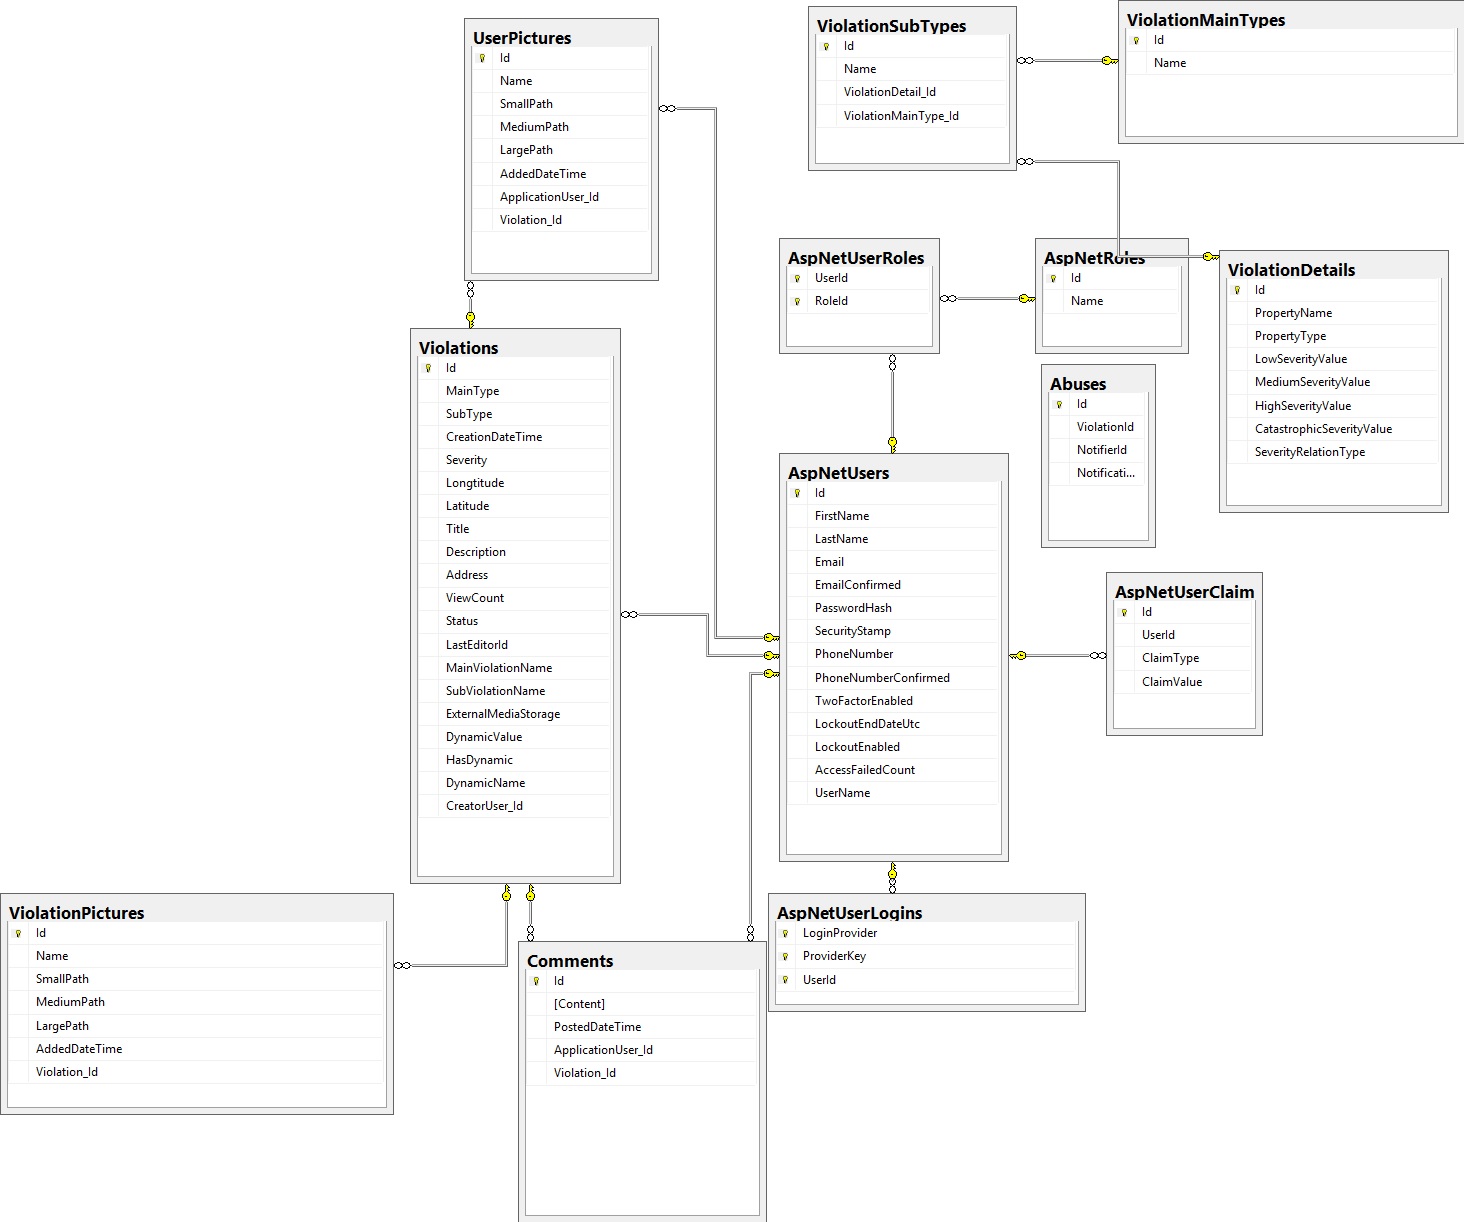 UserPictures
Id
Name
SmallPath
MediumPath
LargePath
AddedDateTime
ApplicationUser_Id
Violation_Id
ViolationSubTypes
Id
Name
ViolationDetail_Id
ViolationMainType_Id
ViolationMainTypes
Id
Name
AspNetUserRoles
UserId
RoleId
AspNetRoles
Id
Name
ViolationDetails
Id
PropertyName
PropertyType
LowSeverityValue
MediumSeverityValue
HighSeverityValue
CatastrophicSeverityValue
SeverityRelationType
Violations
Id
MainType
SubType
CreationDateTime
Severity
Longtitude
Latitude
Title
Description
Address
ViewCount
Status
LastEditorId
MainViolationName
SubViolationName
ExternalMediaStorage
DynamicValue
HasDynamic
DynamicName
CreatorUser_Id
Abuses
Id
ViolationId
NotifierId
Notificati...
AspNetUsers
Id
FirstName
LastName
Email
EmailConfirmed
PasswordHash
SecurityStamp
PhoneNumber
PhoneNumberConfirmed
TwoFactorEnabled
LockoutEndDateUtc
LockoutEnabled
AccessFailedCount
UserName
AspNetUserClaim
Id
UserId
ClaimType
ClaimValue
ViolationPictures
Id
Name
SmallPath
MediumPath
LargePath
AddedDateTime
Violation_Id
Comments
Id
[Content]
PostedDateTime
ApplicationUser_Id
Violation_Id
AspNetUserLogins
LoginProvider
ProviderKey
UserId